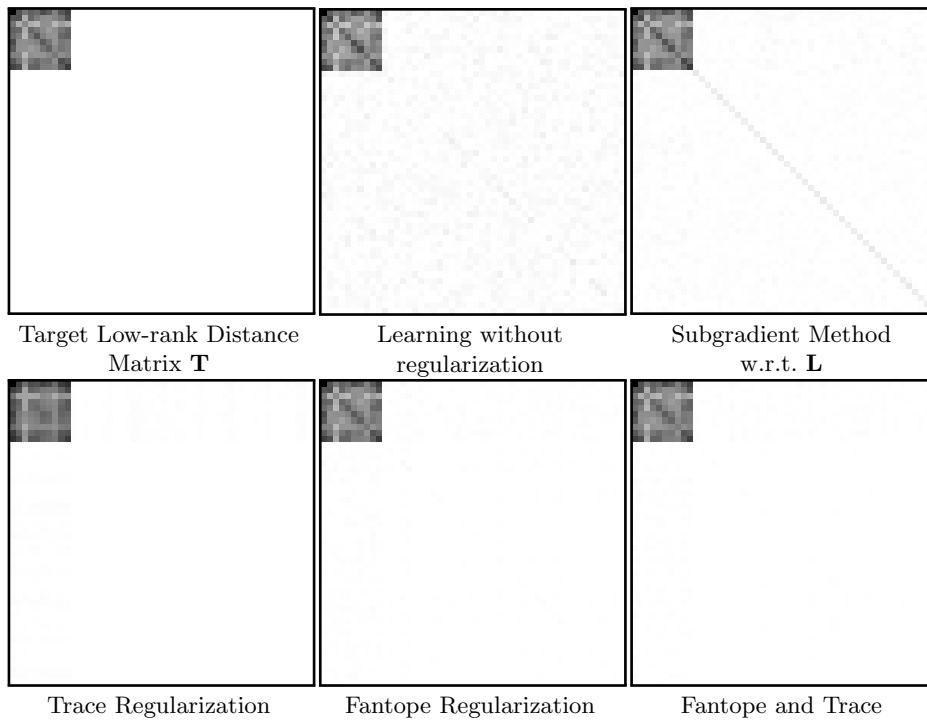 Target Low-rank Distance
Matrix T
Learning without
regularization
Subgradient Method
w.r.t. L
Trace Regularization
Fantope Regularization
Fantope and Trace